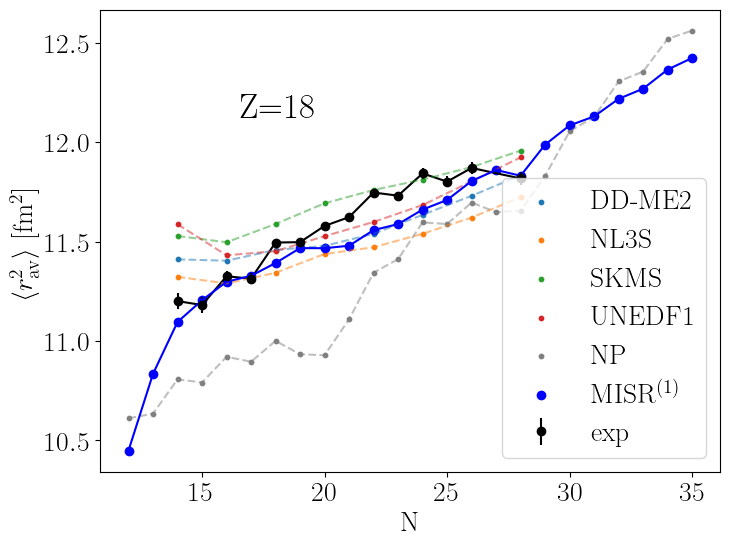 12.5
12.0
11.5
11.0
10.5
⟨r²ₐᵥ⟩ [fm²]
Z=18
DD-ME2
NL3S
SKMS
UNEDF1
NP
MISR⁽¹⁾
exp
15 20 25 30 35
N